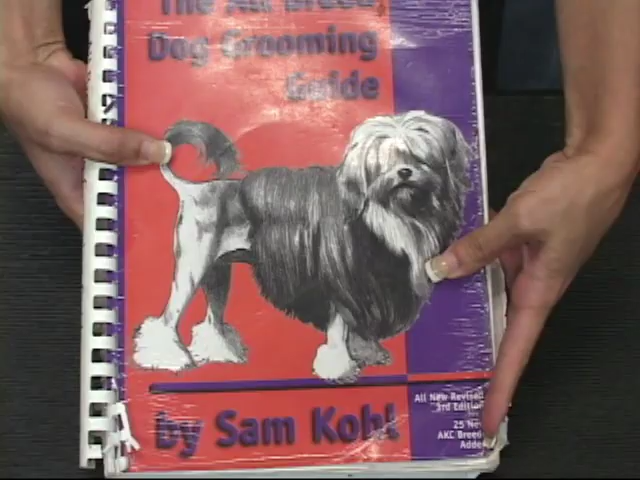 The All Breed
Dog Grooming
Guide
by Sam Kohl
All New Revised
3rd Edition
25 New
AKC Breeds
Added